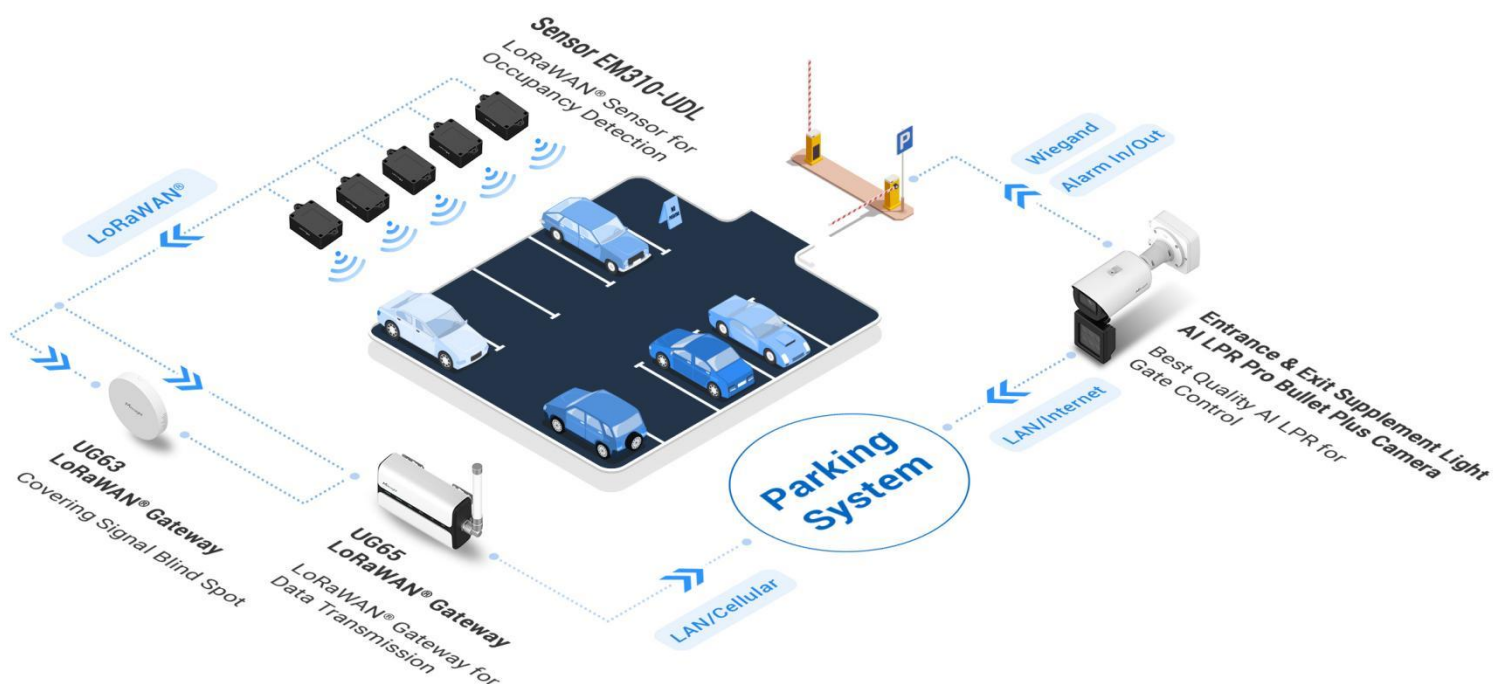 Sensor EM310-UDL
LoRaWAN® Sensor for
Occupancy Detection
LoRaWAN®
P
Wiegand
Alarm In/Out
Entrance & Exit Supplement Light
AI LPR Pro Bullet Plus Camera
Best Quality AI LPR for
Gate Control
LAN/Internet
Parking
System
UG63
LoRaWAN® Gateway
Covering Signal Blind Spot
UG65
LoRaWAN® Gateway
LoRaWAN® Gateway for
Data Transmission
LAN/Cellular